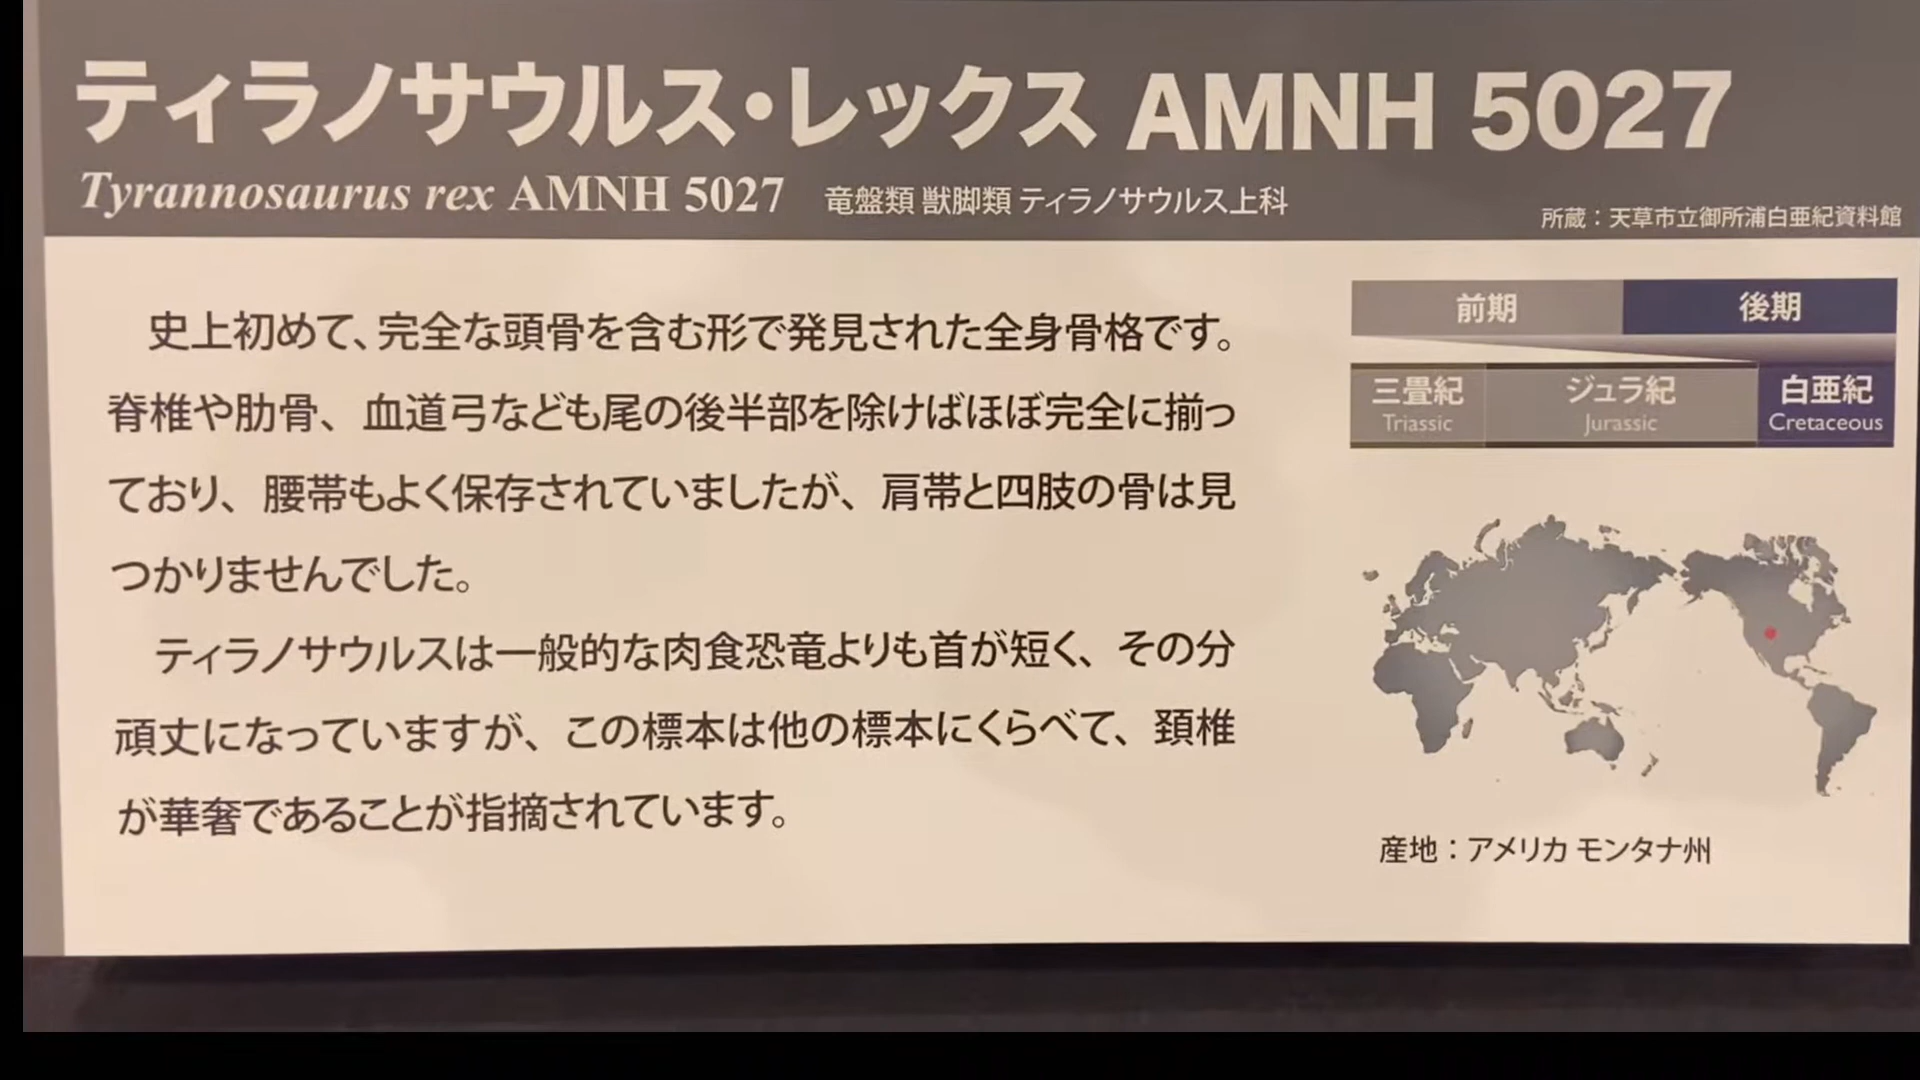 ティラノサウルス・レックス AMNH 5027
Tyrannosaurus rex AMNH 5027 竜盤類 獣脚類 ティラノサウルス上科
所蔵：天草市立御所浦白亜紀資料館
史上初めて、完全な頭骨を含む形で発見された全身骨格です。
脊椎や肋骨、血道弓なども尾の後半部を除けばほぼ完全に揃っ
ており、腰帯もよく保存されていましたが、肩帯と四肢の骨は見
つかりませんでした。
ティラノサウルスは一般的な肉食恐竜よりも首が短く、その分
頑丈になっていますが、この標本は他の標本にくらべて、頚椎
が華奢であることが指摘されています。
前期 後期
三畳紀 ジュラ紀 白亜紀
Triassic Jurassic Cretaceous
産地：アメリカ モンタナ州